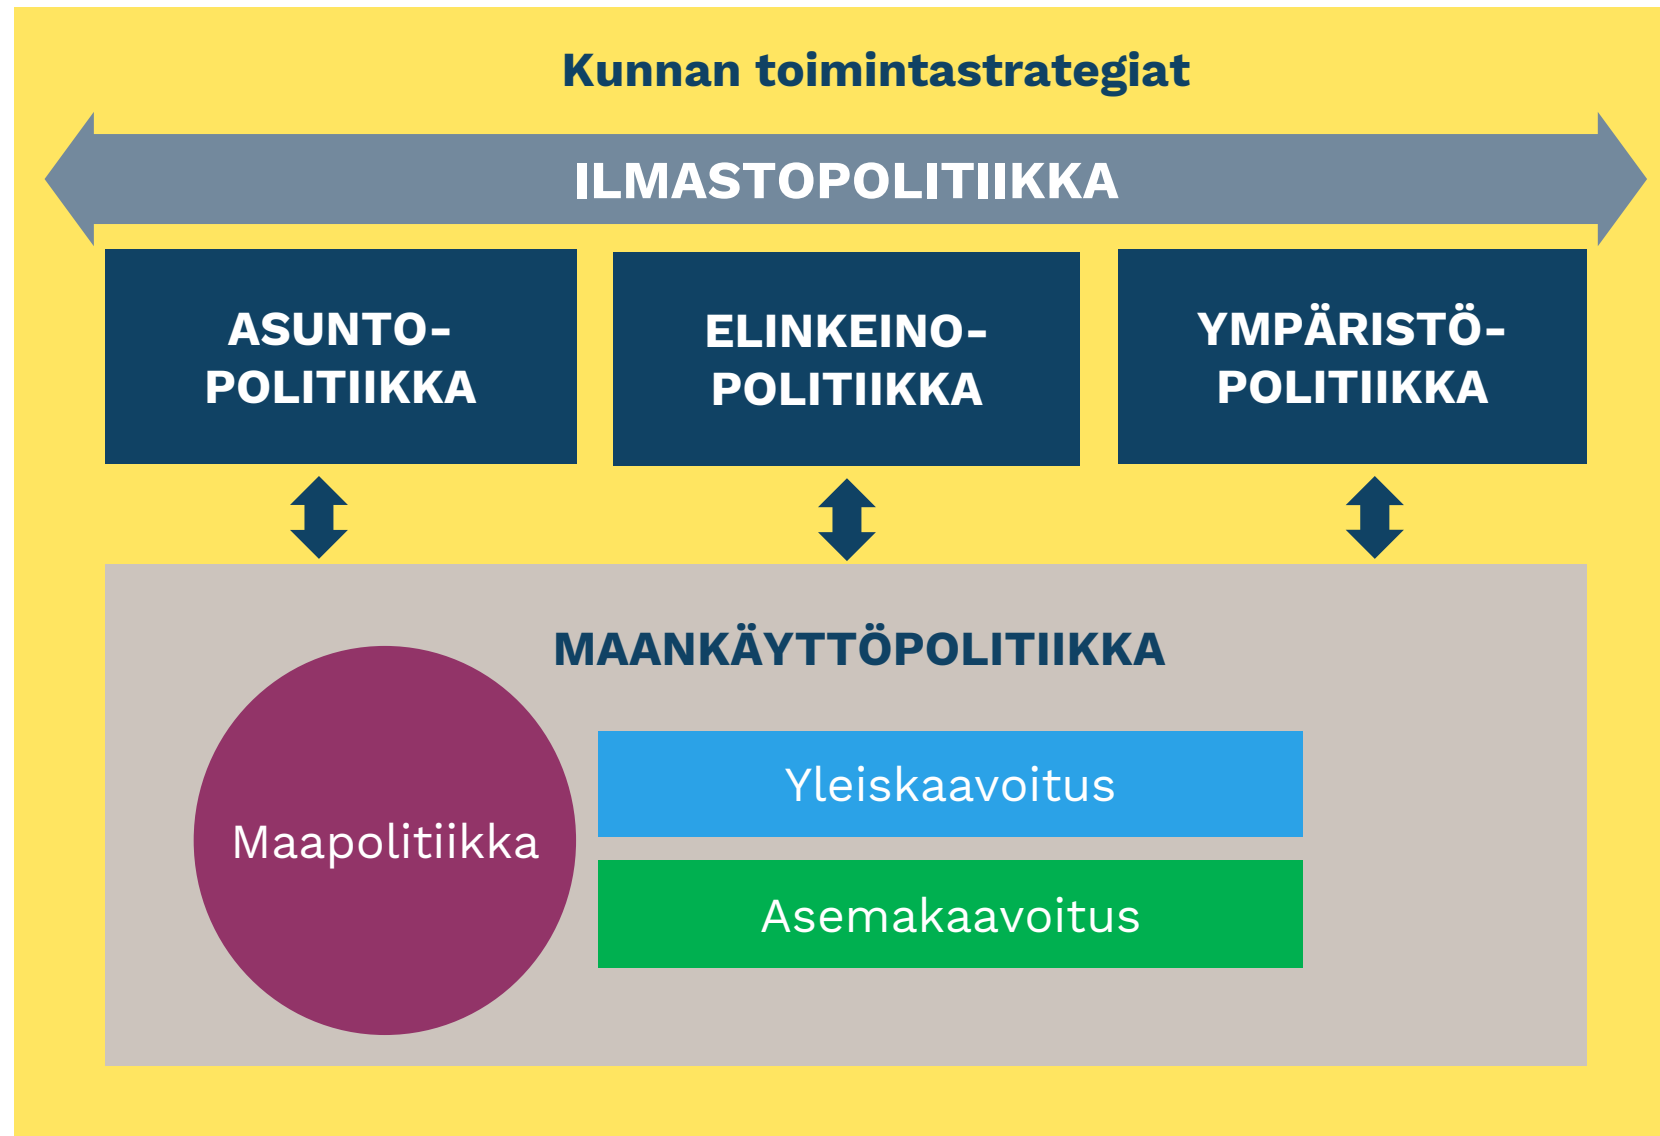 Kunnan toimintastrategiat
ILMASTOPOLITIIKKA
ASUNTO-
POLITIIKKA
ELINKEINO-
POLITIIKKA
YMPÄRISTÖ-
POLITIIKKA
MAANKÄYTTÖPOLITIIKKA
Maapolitiikka
Yleiskaavoitus
Asemakaavoitus